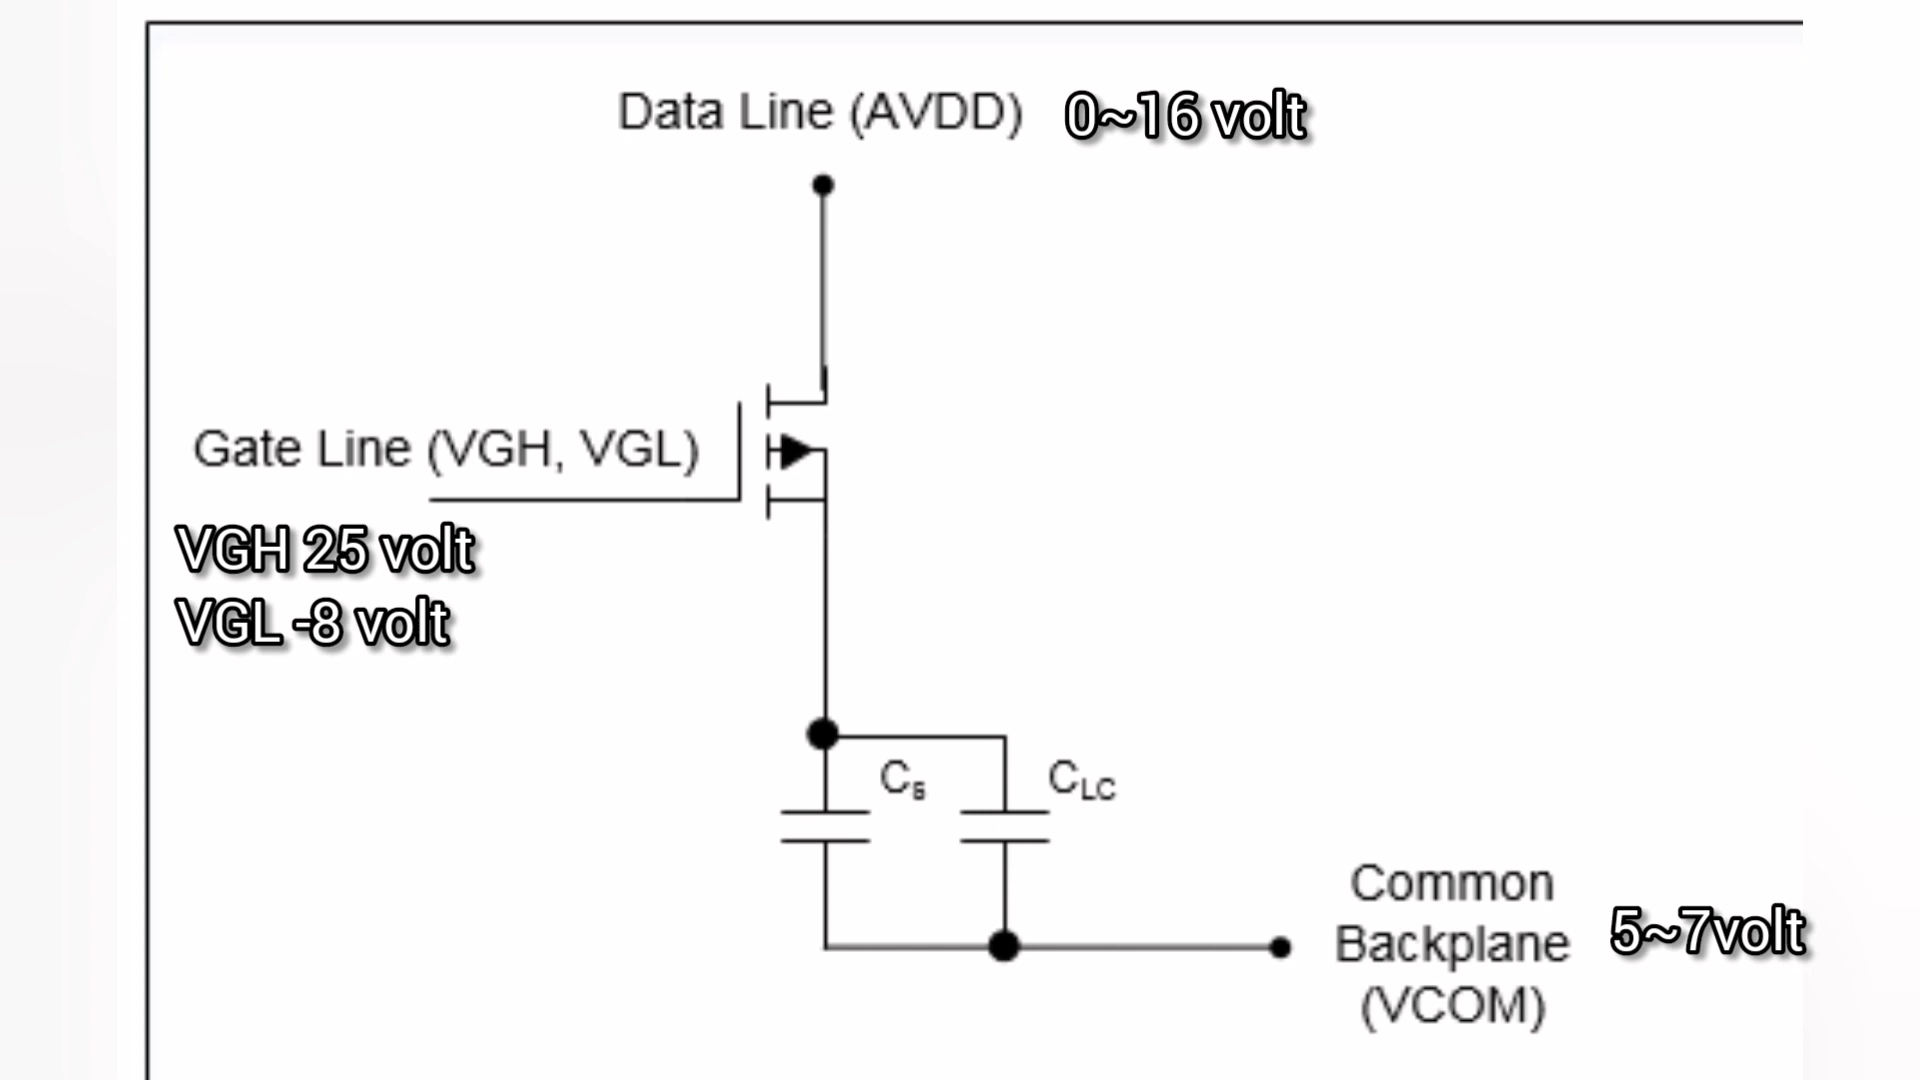 Data Line (AVDD) 0~16 volt
Gate Line (VGH, VGL)
VGH 25 volt
VGL -8 volt
Cs CLC
Common
Backplane 5~7volt
(VCOM)